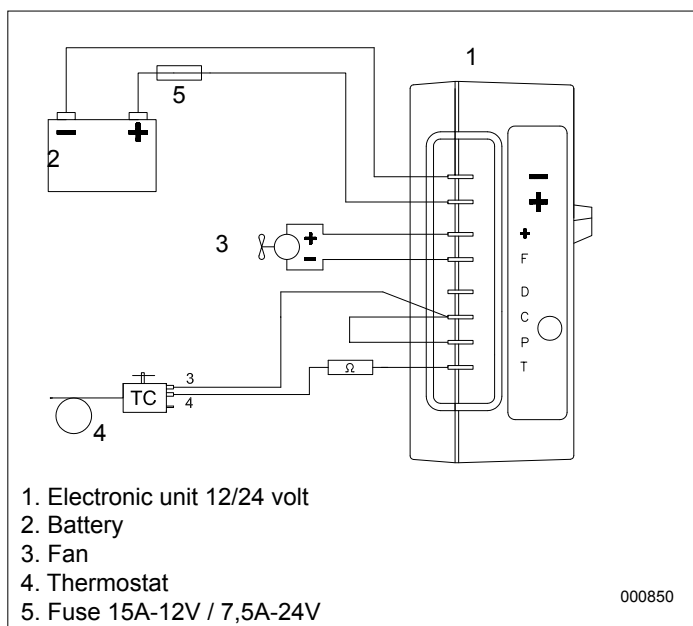 1
5
2
− +
−
+
3
+
−
+
F
D
C
P
T
Ω
3
TC
4
4
1. Electronic unit 12/24 volt
2. Battery
3. Fan
4. Thermostat
5. Fuse 15A-12V / 7,5A-24V
000850